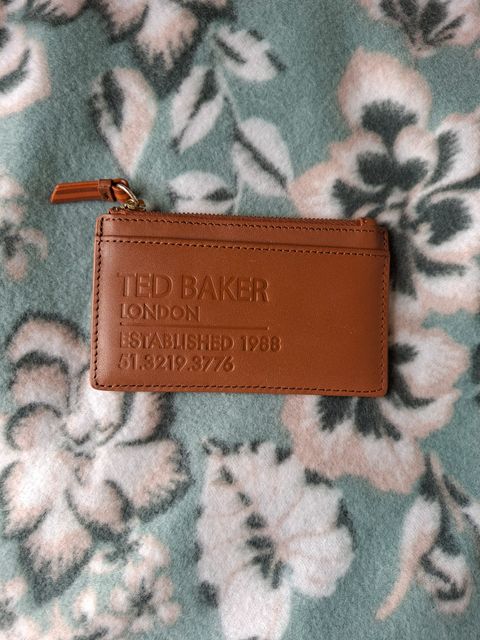 TED BAKER
LONDON
ESTABLISHED 1988
51.3219.3776